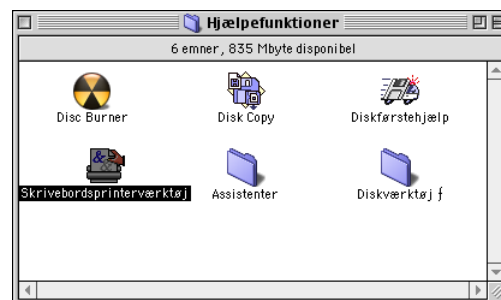 Hjælpefunktioner
6 emner, 835 Mbyte disponibel
Disc Burner
Disk Copy
Diskførstehjælp
Skrivebordsprinterværktøj
Assistenter
Diskværktøj ƒ